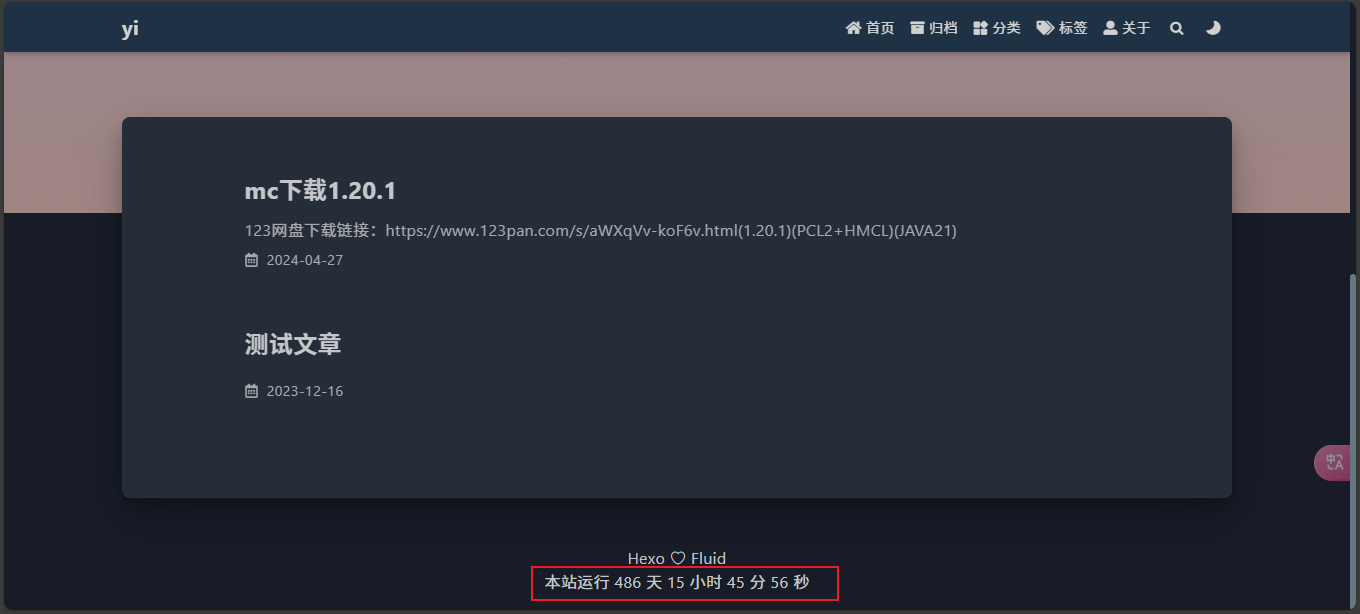 yi 首页 归档 分类 标签 关于
mc下载1.20.1
123网盘下载链接：https://www.123pan.com/s/aWXqVv-koF6v.html(1.20.1)(PCL2+HMCL)(JAVA21)
2024-04-27
测试文章
2023-12-16
中A
Hexo ♡ Fluid
本站运行 486 天 15 小时 45 分 56 秒